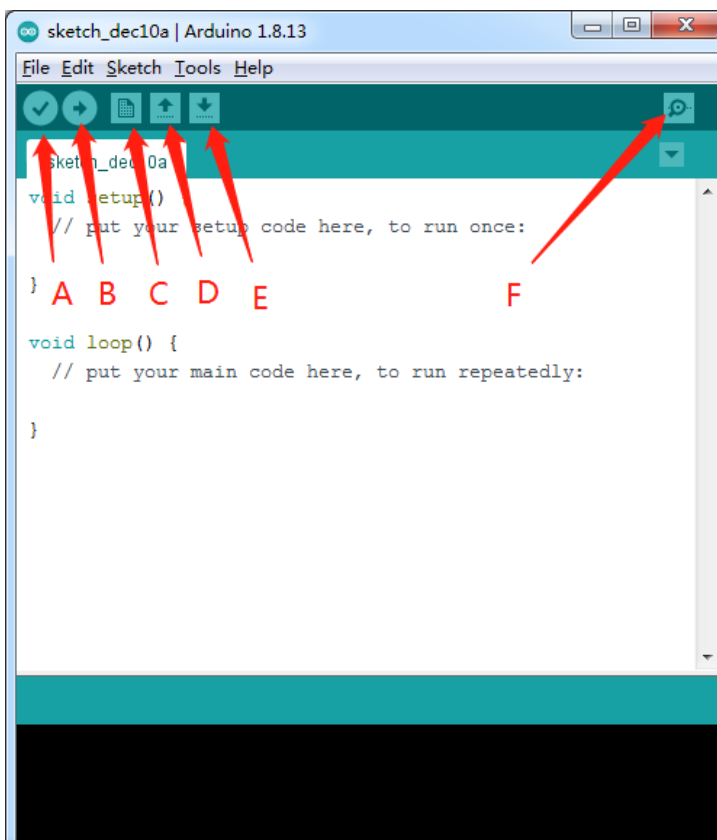 sketch_dec10a | Arduino 1.8.13
File Edit Sketch Tools Help
sketch_dec10a
void setup() {
// put your setup code here, to run once:
}
A B C D E F
void loop() {
// put your main code here, to run repeatedly:
}